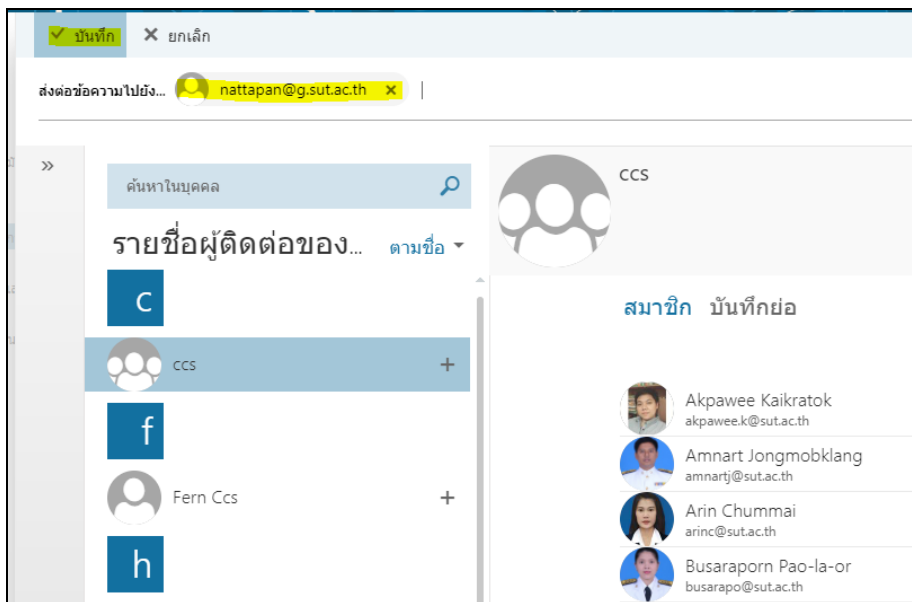 บันทึก ยกเลิก
ส่งต่อข้อความไปยัง... nattapan@g.sut.ac.th
ค้นหาในบุคคล
รายชื่อผู้ติดต่อของ... ตามชื่อ
c
ccs
f
Fern Ccs
h
ccs
สมาชิก บันทึกย่อ
Akpawee Kaikratok
akpawee.k@sut.ac.th
Amnart Jongmobklang
amnartj@sut.ac.th
Arin Chummai
arinc@sut.ac.th
Busaraporn Pao-la-or
busarapo@sut.ac.th